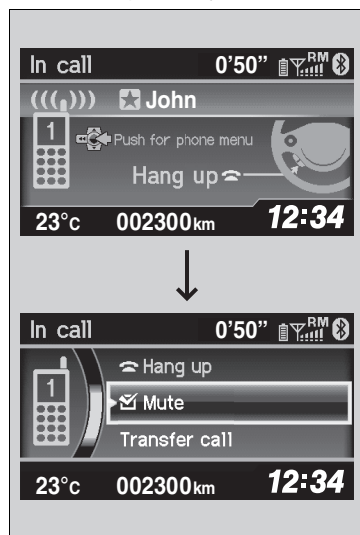 In call 0’50” RM
John
1 Push for phone menu
Hang up
23°c 002300km 12:34
In call 0’50” RM
Hang up
1 Mute
Transfer call
23°c 002300km 12:34